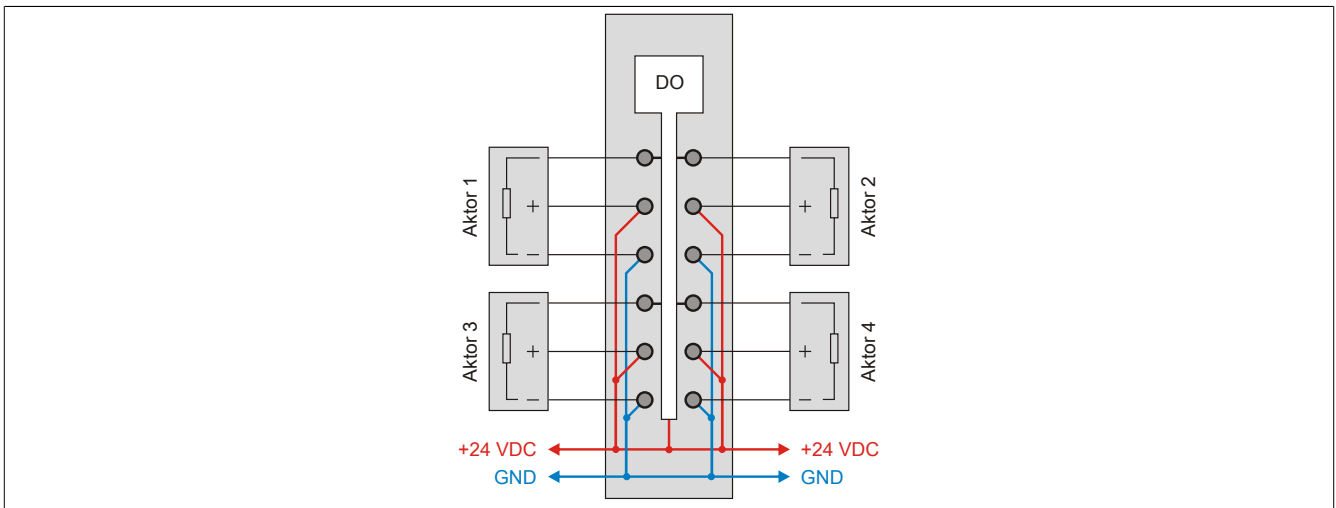 DO
Aktor 1
Aktor 2
+
−
+
−
Aktor 3
Aktor 4
+
−
+
−
+24 VDC
+24 VDC
GND
GND